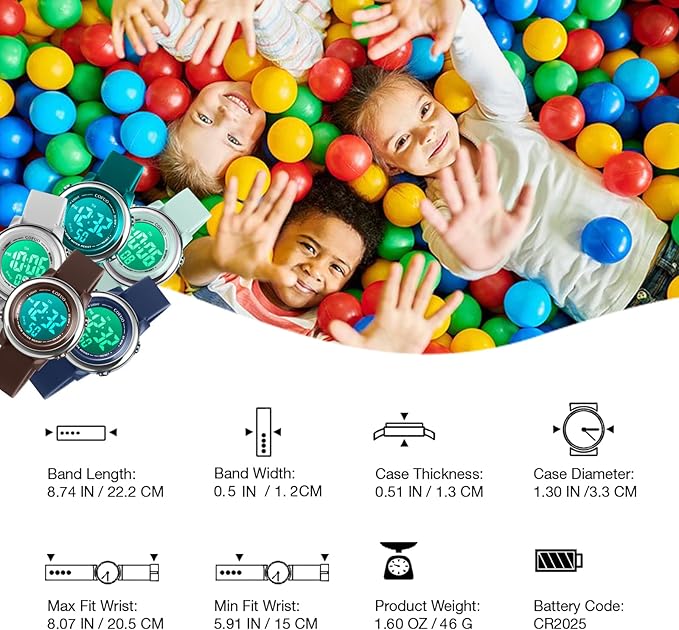 Band Length:
8.74 IN / 22.2 CM
Band Width:
0.5 IN / 1. 2CM
Case Thickness:
0.51 IN / 1.3 CM
Case Diameter:
1.30 IN /3.3 CM
Max Fit Wrist:
8.07 IN / 20.5 CM
Min Fit Wrist:
5.91 IN / 15 CM
Product Weight:
1.60 OZ / 46 G
Battery Code:
CR2025